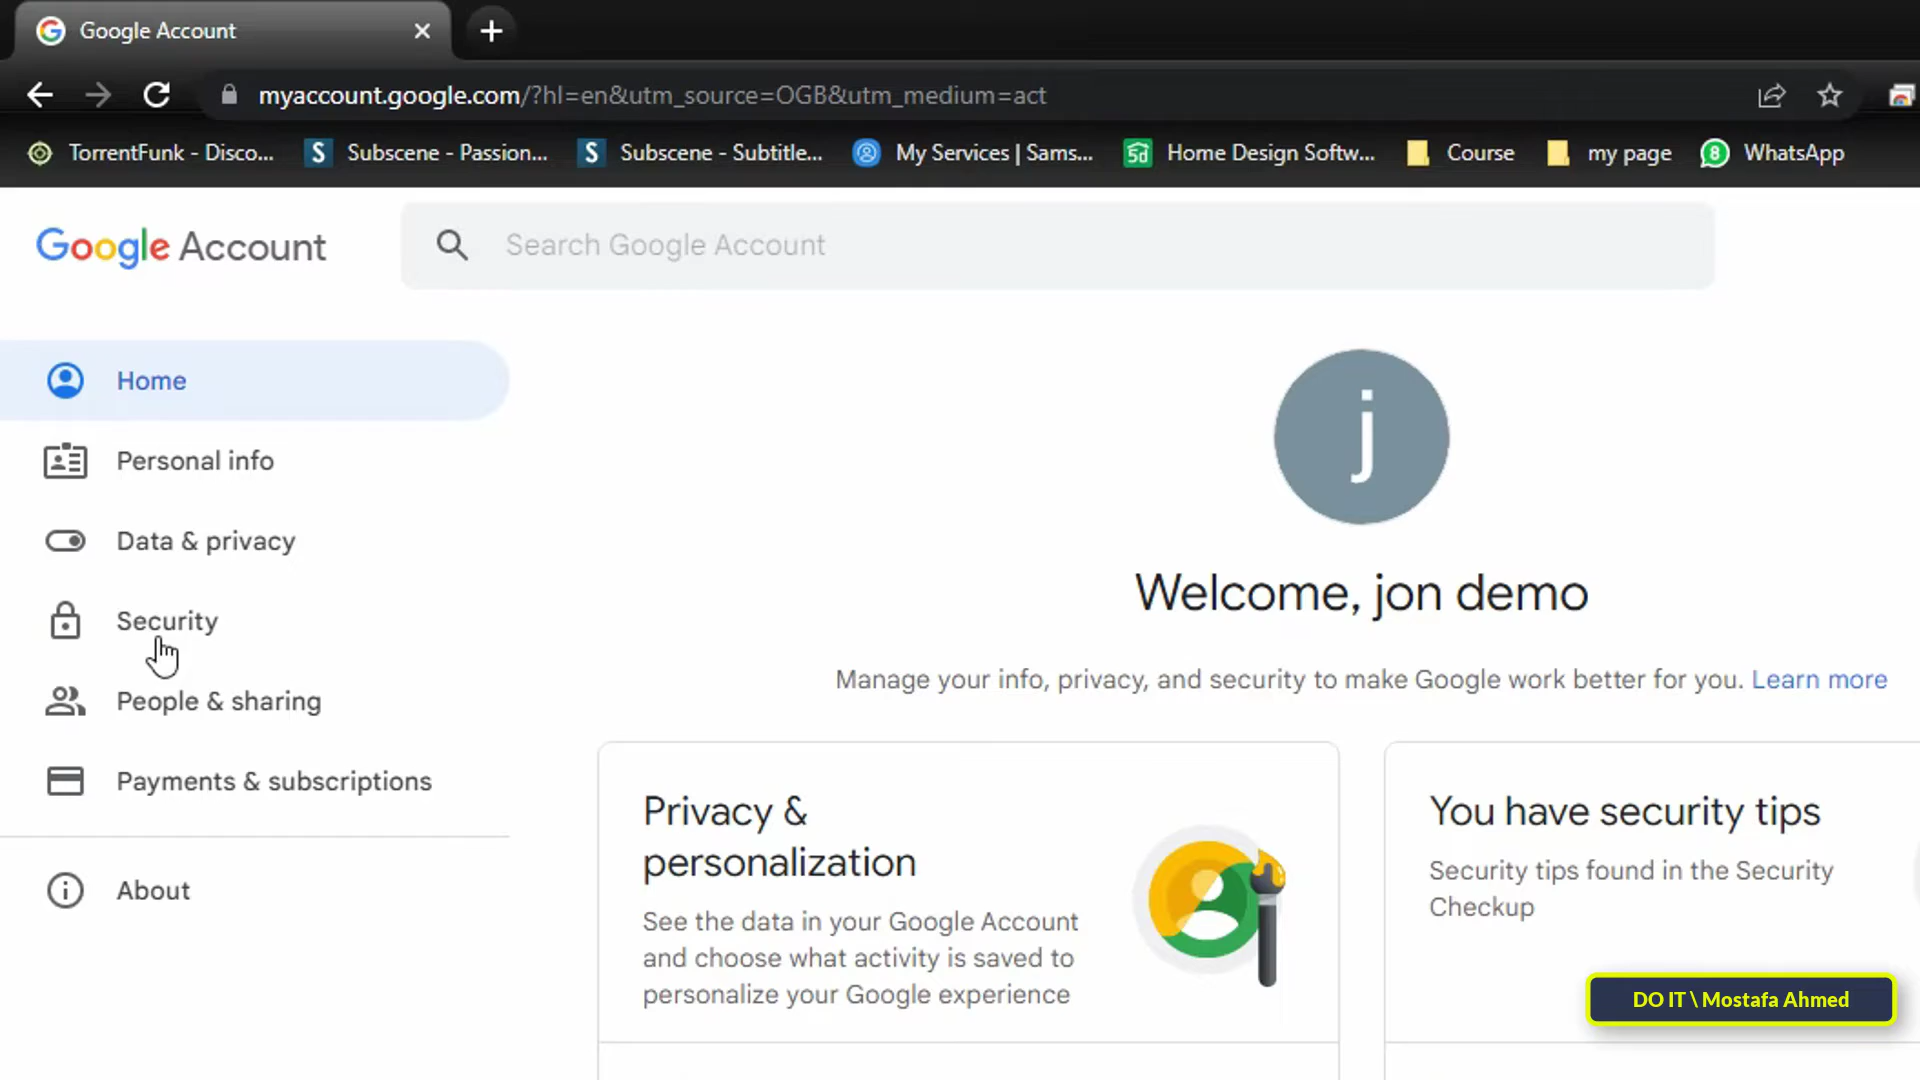 Google Account
myaccount.google.com/?hl=en&utm_source=OGB&utm_medium=act
TorrentFunk - Disco...
S
Subscene - Passion...
S
Subscene - Subtitle...
My Services | Sams...
5d
Home Design Softw...
Course
my page
8
WhatsApp
Google Account
Search Google Account
Home
Personal info
Data & privacy
Security
People & sharing
Payments & subscriptions
About
j
Welcome, jon demo
Manage your info, privacy, and security to make Google work better for you. Learn more
Privacy &
personalization
See the data in your Google Account
and choose what activity is saved to
personalize your Google experience
You have security tips
Security tips found in the Security
Checkup
DO IT \ Mostafa Ahmed